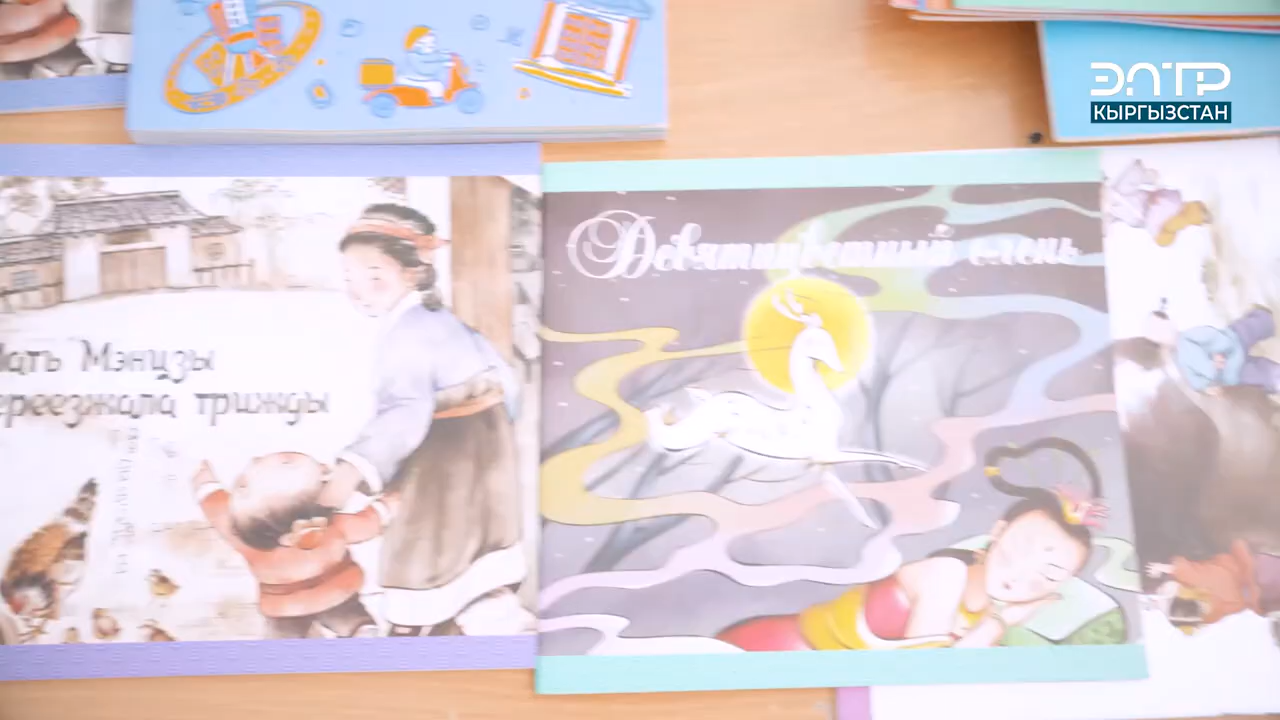 ЭЛТР
КЫРГЫЗСТАН
Мать Мэнцзы
переезжала трижды
Девятицветный олень